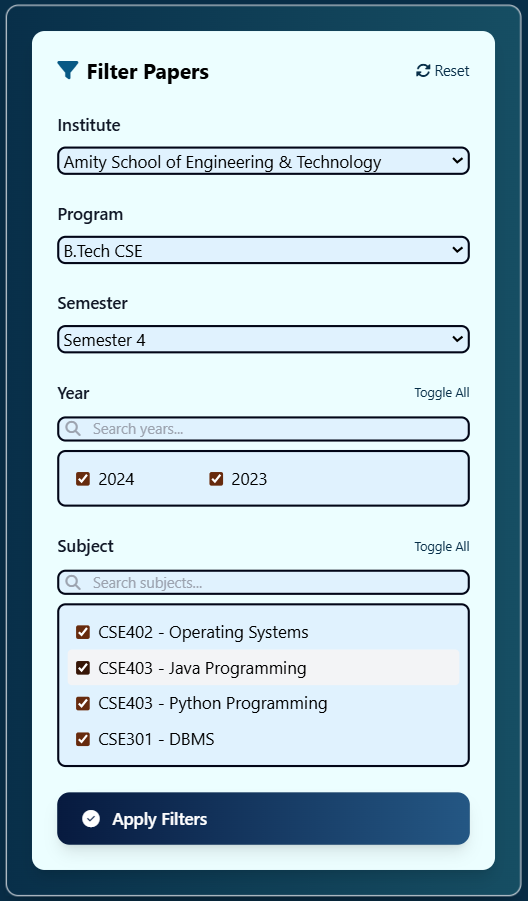 Filter Papers Reset
Institute
Amity School of Engineering & Technology
Program
B.Tech CSE
Semester
Semester 4
Year Toggle All
Search years...
2024 2023
Subject Toggle All
Search subjects...
CSE402 - Operating Systems
CSE403 - Java Programming
CSE403 - Python Programming
CSE301 - DBMS
Apply Filters